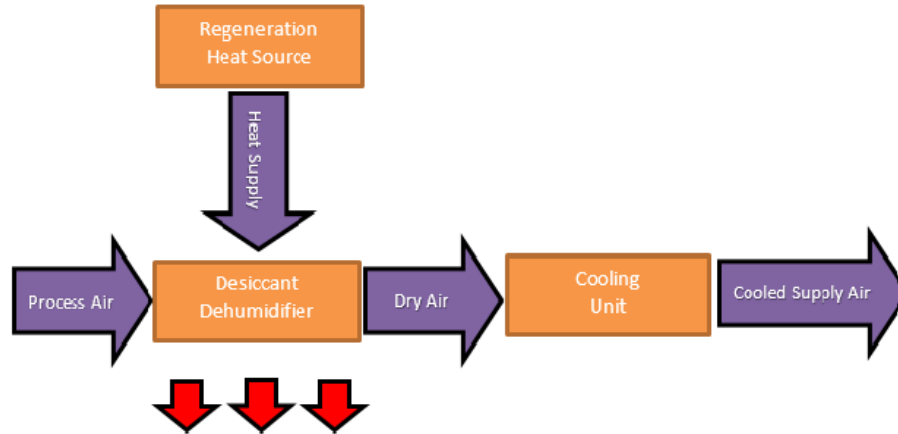 Regeneration
Heat Source
Heat Supply
Process Air
Desiccant
Dehumidifier
Dry Air
Cooling
Unit
Cooled Supply Air